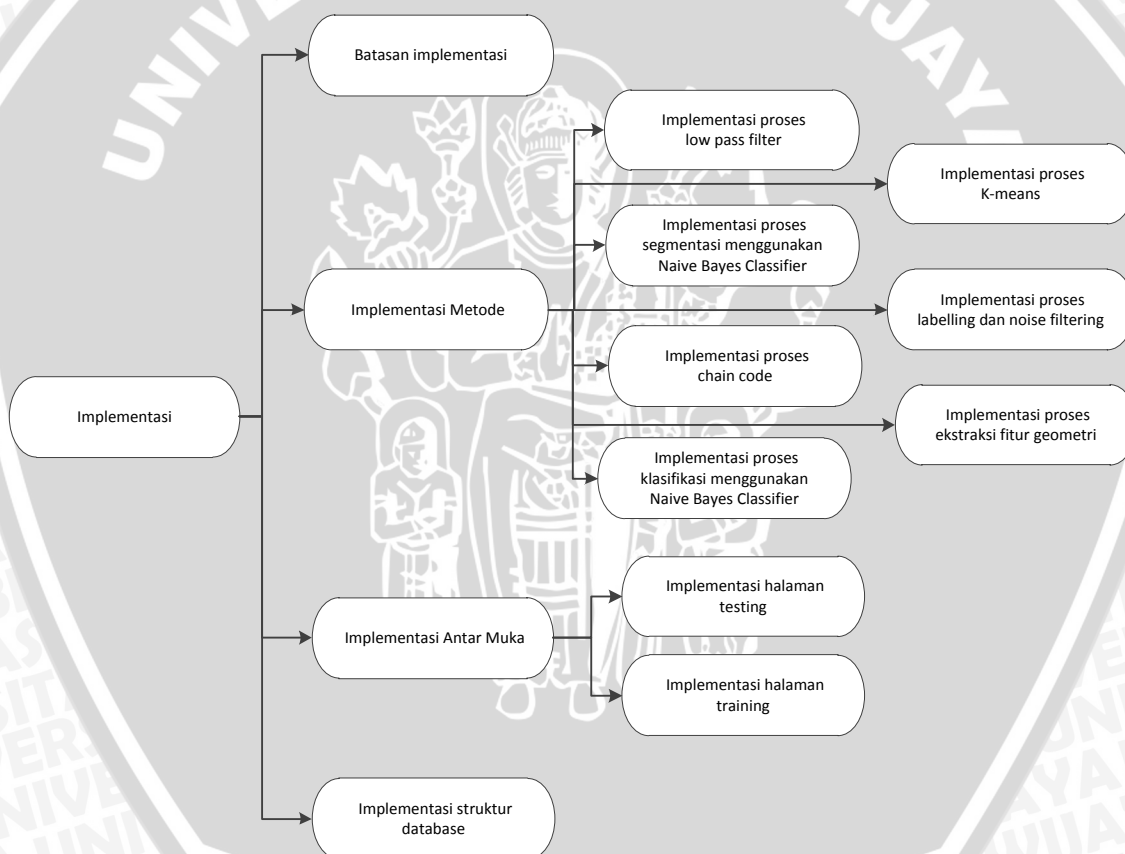 UNIVE
IJAYA
Batasan implementasi
Implementasi proses
low pass filter
Implementasi proses
K-means
Implementasi proses
segmentasi menggunakan
Naive Bayes Classifier
Implementasi Metode
Implementasi proses
labelling dan noise filtering
Implementasi proses
chain code
Implementasi
Implementasi proses
ekstraksi fitur geometri
Implementasi proses
klasifikasi menggunakan
Naive Bayes Classifier
Implementasi halaman
testing
Implementasi Antar Muka
Implementasi halaman
training
Implementasi struktur
database